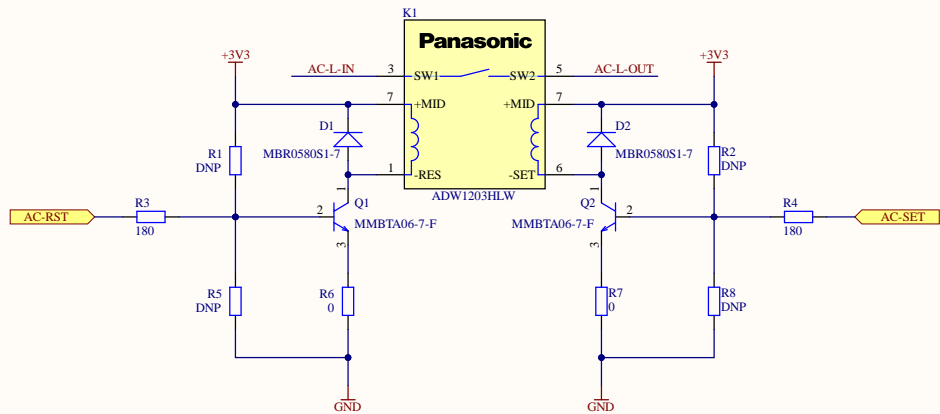 K1
Panasonic
+3V3
+3V3
AC-L-IN
3
SW1
SW2
5
AC-L-OUT
7
+MID
+MID
7
D1
MBR0580S1-7
D2
MBR0580S1-7
R1
DNP
R2
DNP
1
-RES
-SET
6
ADW1203HLW
1
1
AC-RST
R3
180
2
Q1
MMBTA06-7-F
Q2
MMBTA06-7-F
2
R4
180
AC-SET
3
3
R5
DNP
R6
0
R7
0
R8
DNP
GND
GND